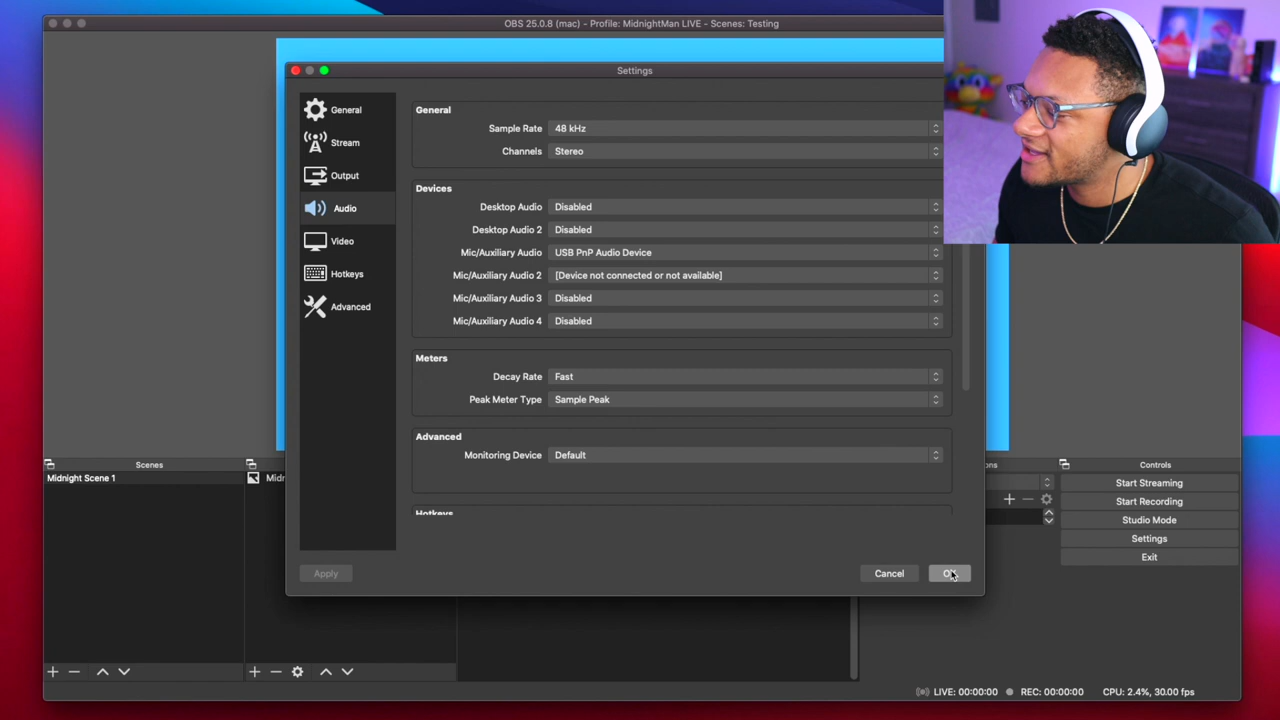 OBS 25.0.8 (mac) - Profile: MidnightMan LIVE - Scenes: Testing
Settings
General
Stream
Output
Audio
Video
Hotkeys
Advanced
General
Sample Rate 48 kHz
Channels Stereo
Devices
Desktop Audio Disabled
Desktop Audio 2 Disabled
Mic/Auxiliary Audio USB PnP Audio Device
Mic/Auxiliary Audio 2 [Device not connected or not available]
Mic/Auxiliary Audio 3 Disabled
Mic/Auxiliary Audio 4 Disabled
Meters
Decay Rate Fast
Peak Meter Type Sample Peak
Advanced
Monitoring Device Default
Hotkeys
Apply Cancel OK
Scenes
Midnight Scene 1
Controls
Start Streaming
Start Recording
Studio Mode
Settings
Exit
LIVE: 00:00:00 REC: 00:00:00 CPU: 2.4%, 30.00 fps